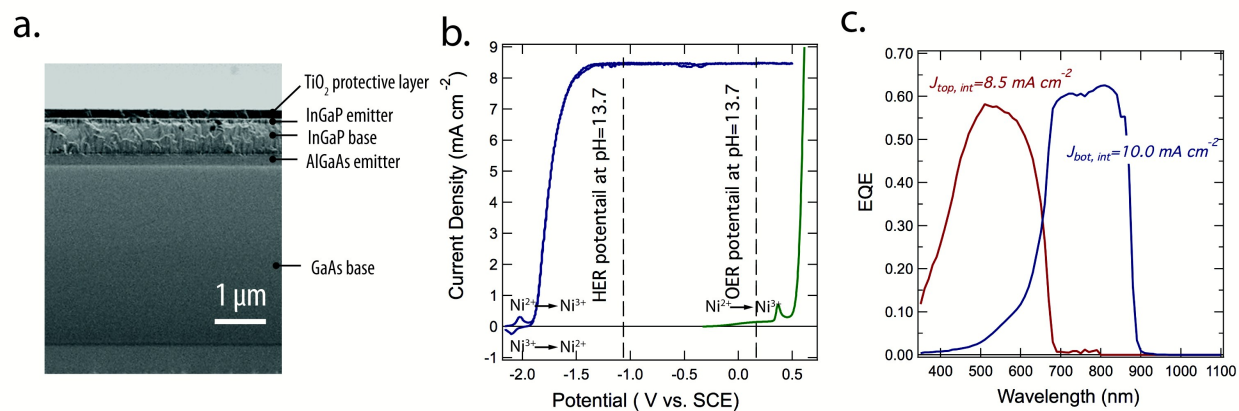 a.
TiO2 protective layer
InGaP emitter
InGaP base
AlGaAs emitter
GaAs base
1 μm
b.
Current Density (mA cm-2)
9
8
7
6
5
4
3
2
1
0
-1
HER potentail at pH=13.7
OER potentail at pH=13.7
Ni2+ → Ni3+
Ni2+ → Ni3+
Ni3+ → Ni2+
-2.0 -1.5 -1.0 -0.5 0.0 0.5
Potential ( V vs. SCE)
c.
EQE
0.70
0.60
0.50
0.40
0.30
0.20
0.10
0.00
Jtop, int=8.5 mA cm-2
Jbot, int=10.0 mA cm-2
400 500 600 700 800 900 1000 1100
Wavelength (nm)